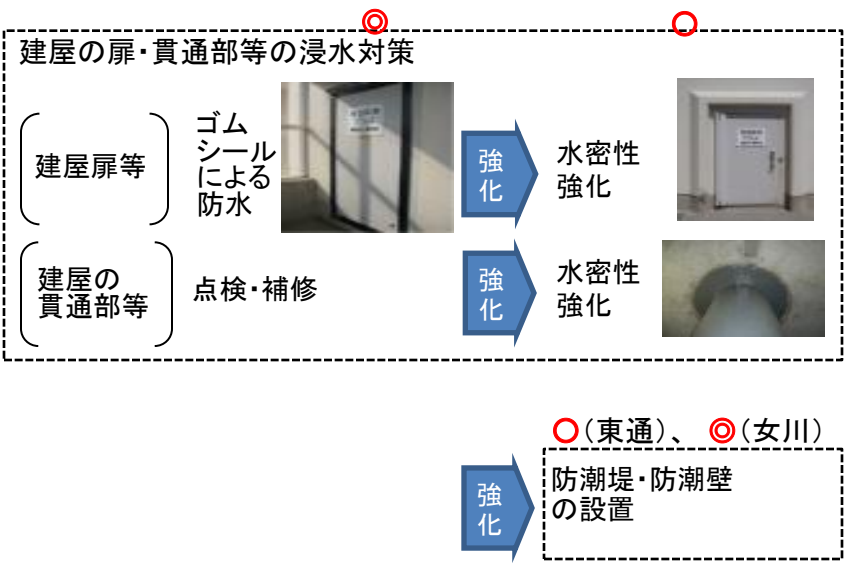 ◎ ○
建屋の扉・貫通部等の浸水対策
建屋扉等
ゴム
シール
による
防水
強
化
水密性
強化
建屋の
貫通部等
点検・補修
強
化
水密性
強化
○(東通)、 ◎(女川)
強
化
防潮堤・防潮壁
の設置